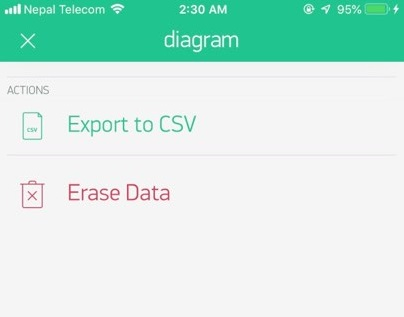 Nepal Telecom 2:30 AM 95%
diagram
ACTIONS
CSV
Export to CSV
Erase Data